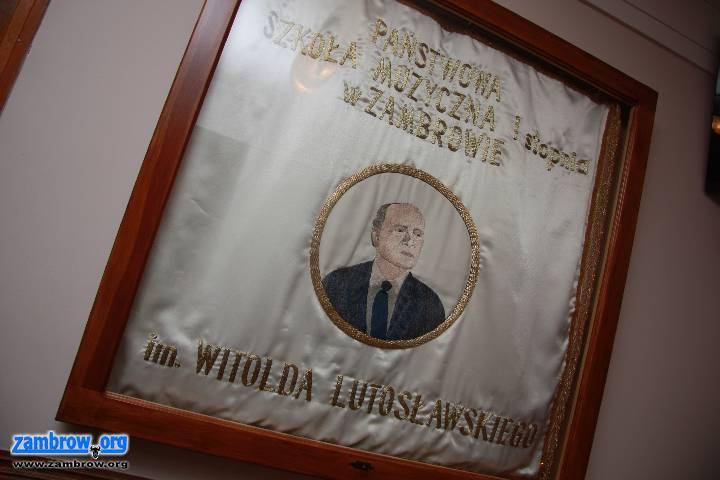 PAŃSTWOWA
SZKOŁA MUZYCZNA I stopnia
w ZAMBROWIE
im. WITOLDA LUTOSŁAWSKIEGO
zambrow.org
www.zambrow.org